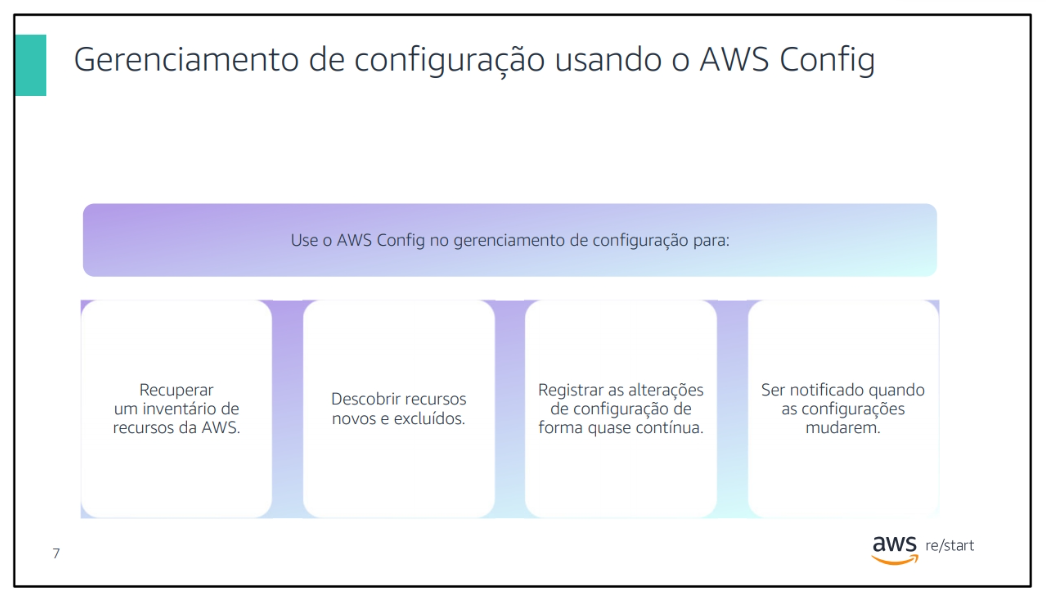 Gerenciamento de configuração usando o AWS Config
Use o AWS Config no gerenciamento de configuração para:
Recuperar
um inventário de
recursos da AWS.
Descobrir recursos
novos e excluídos.
Registrar as alterações
de configuração de
forma quase contínua.
Ser notificado quando
as configurações
mudarem.
7
aws re/start